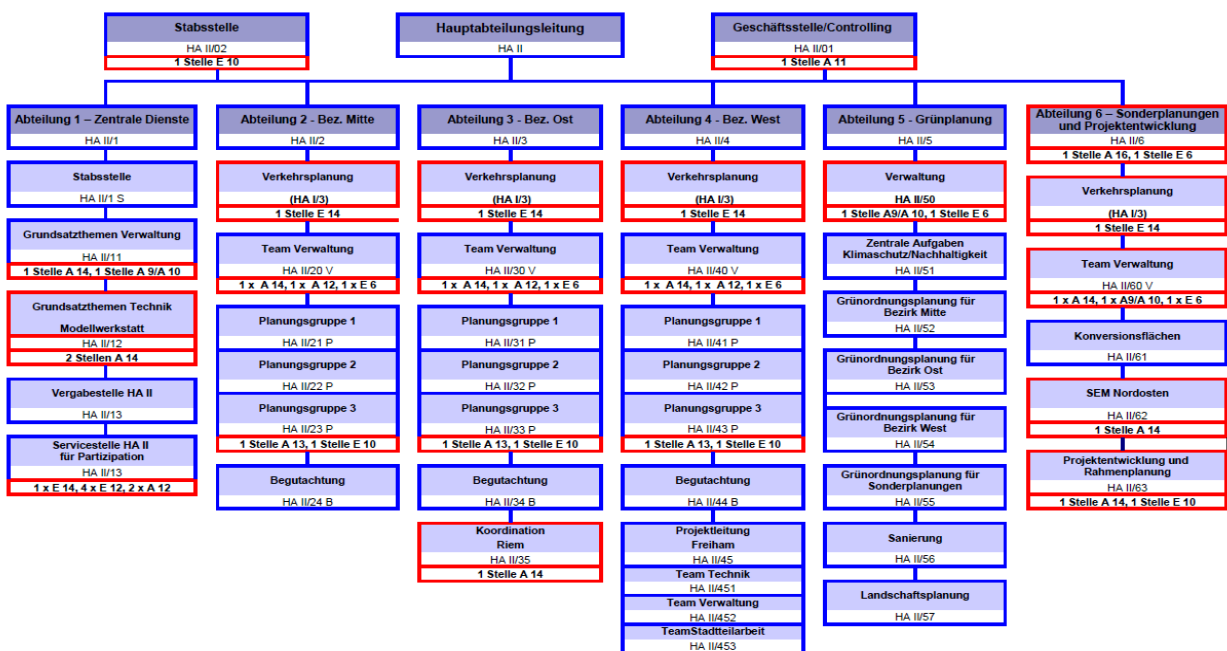 Stabsstelle
HA II/02
1 Stelle E 10
Hauptabteilungsleitung
HA II
Geschäftsstelle/Controlling
HA II/01
1 Stelle A 11
Abteilung 1 – Zentrale Dienste
HA II/1
Stabsstelle
HA II/1 S
Grundsatzthemen Verwaltung
HA II/11
1 Stelle A 14, 1 Stelle A 9/A 10
Grundsatzthemen Technik
Modellwerkstatt
HA II/12
2 Stellen A 14
Vergabestelle HA II
HA II/13
Servicestelle HA II
für Partizipation
HA II/13
1 x E 14, 4 x E 12, 2 x A 12
Abteilung 2 - Bez. Mitte
HA II/2
Verkehrsplanung
(HA I/3)
1 Stelle E 14
Team Verwaltung
HA II/20 V
1 x A 14, 1 x A 12, 1 x E 6
Planungsgruppe 1
HA II/21 P
Planungsgruppe 2
HA II/22 P
Planungsgruppe 3
HA II/23 P
1 Stelle A 13, 1 Stelle E 10
Begutachtung
HA II/24 B
Abteilung 3 - Bez. Ost
HA II/3
Verkehrsplanung
(HA I/3)
1 Stelle E 14
Team Verwaltung
HA II/30 V
1 x A 14, 1 x A 12, 1 x E 6
Planungsgruppe 1
HA II/31 P
Planungsgruppe 2
HA II/32 P
Planungsgruppe 3
HA II/33 P
1 Stelle A 13, 1 Stelle E 10
Begutachtung
HA II/34 B
Koordination
Riem
HA II/35
1 Stelle A 14
Abteilung 4 - Bez. West
HA II/4
Verkehrsplanung
(HA I/3)
1 Stelle E 14
Team Verwaltung
HA II/40 V
1 x A 14, 1 x A 12, 1 x E 6
Planungsgruppe 1
HA II/41 P
Planungsgruppe 2
HA II/42 P
Planungsgruppe 3
HA II/43 P
1 Stelle A 13, 1 Stelle E 10
Begutachtung
HA II/44 B
Projektleitung
Freiham
HA II/45
Team Technik
HA II/451
Team Verwaltung
HA II/452
TeamStadtteilarbeit
HA II/453
Abteilung 5 - Grünplanung
HA II/5
Verwaltung
HA II/50
1 Stelle A9/A 10, 1 Stelle E 6
Zentrale Aufgaben
Klimaschutz/Nachhaltigkeit
HA II/51
Grünordnungsplanung für
Bezirk Mitte
HA II/52
Grünordnungsplanung für
Bezirk Ost
HA II/53
Grünordnungsplanung für
Bezirk West
HA II/54
Grünordnungsplanung für
Sonderplanungen
HA II/55
Sanierung
HA II/56
Landschaftsplanung
HA II/57
Abteilung 6 – Sonderplanungen
und Projektentwicklung
HA II/6
1 Stelle A 16, 1 Stelle E 6
Verkehrsplanung
(HA I/3)
1 Stelle E 14
Team Verwaltung
HA II/60 V
1 x A 14, 1 x A9/A 10, 1 x E 6
Konversionsflächen
HA II/61
SEM Nordosten
HA II/62
1 Stelle A 14
Projektentwicklung und
Rahmenplanung
HA II/63
1 Stelle A 14, 1 Stelle E 10